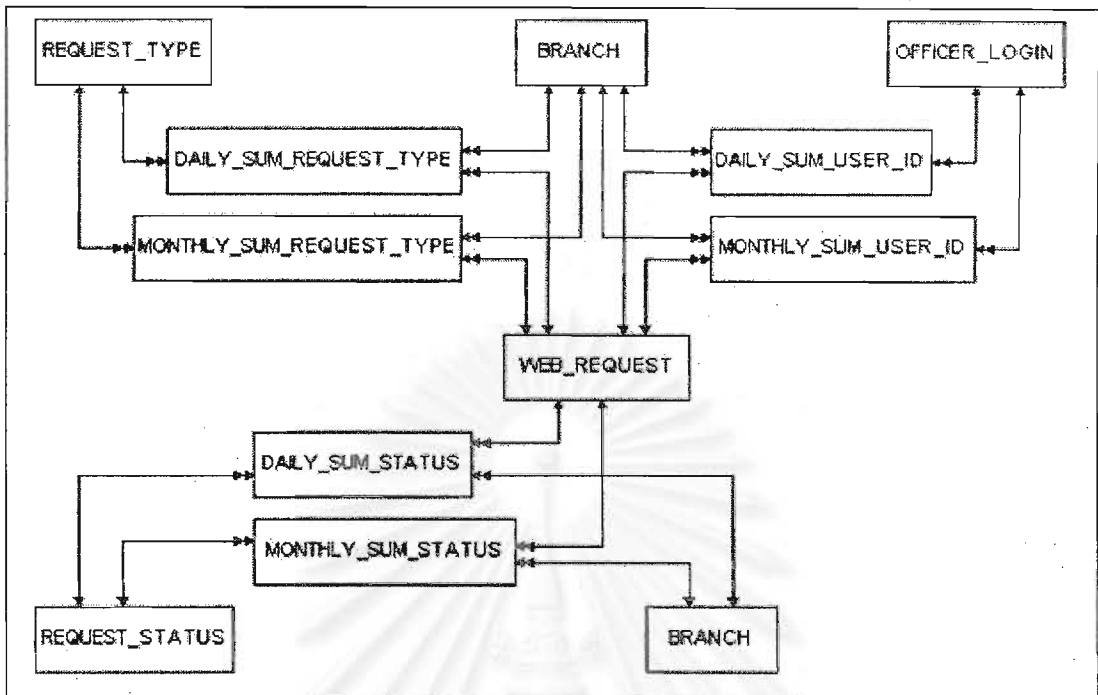 REQUEST_TYPE
BRANCH
OFFICER_LOGIN
DAILY_SUM_REQUEST_TYPE
DAILY_SUM_USER_ID
MONTHLY_SUM_REQUEST_TYPE
MONTHLY_SUM_USER_ID
WEB_REQUEST
DAILY_SUM_STATUS
MONTHLY_SUM_STATUS
REQUEST_STATUS
BRANCH